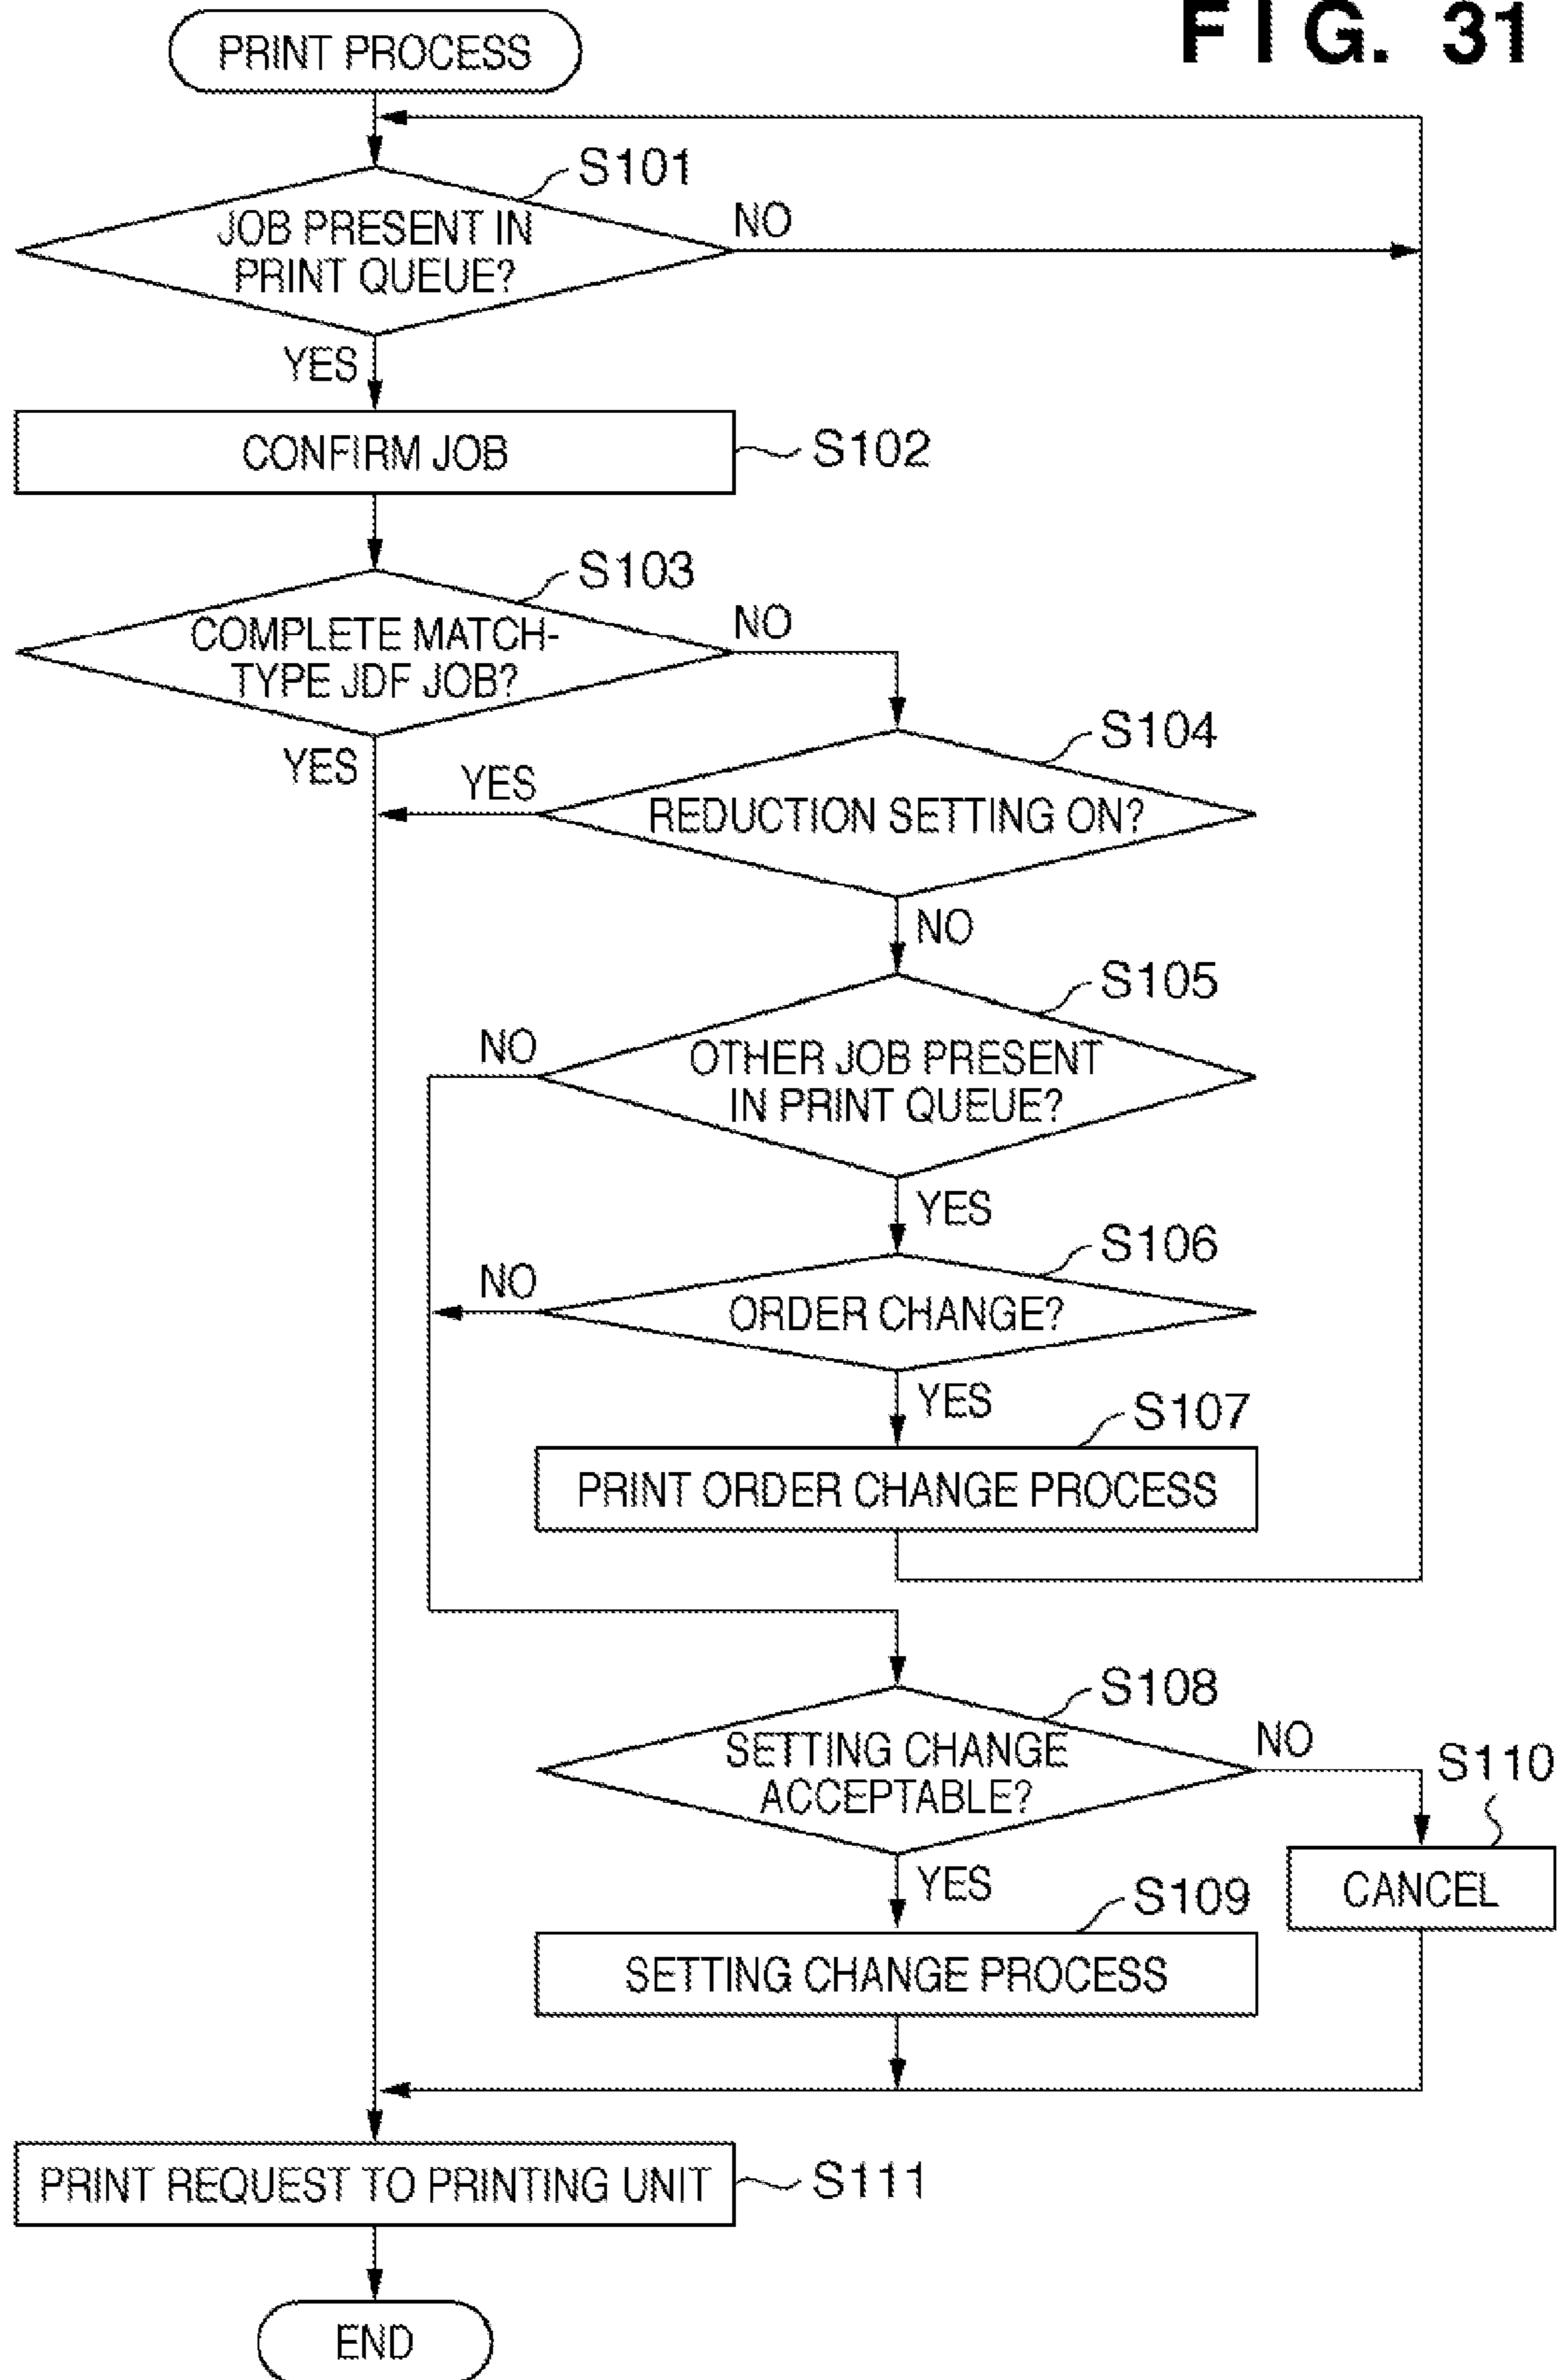 FIG. 31
PRINT PROCESS
S101
JOB PRESENT IN
PRINT QUEUE?
NO
YES
CONFIRM JOB
S102
S103
COMPLETE MATCH-
TYPE JDF JOB?
NO
YES
S104
YES
REDUCTION SETTING ON?
NO
S105
NO
OTHER JOB PRESENT
IN PRINT QUEUE?
YES
S106
NO
ORDER CHANGE?
YES
S107
PRINT ORDER CHANGE PROCESS
S108
SETTING CHANGE
ACCEPTABLE?
NO
S110
YES
CANCEL
S109
SETTING CHANGE PROCESS
PRINT REQUEST TO PRINTING UNIT
S111
END